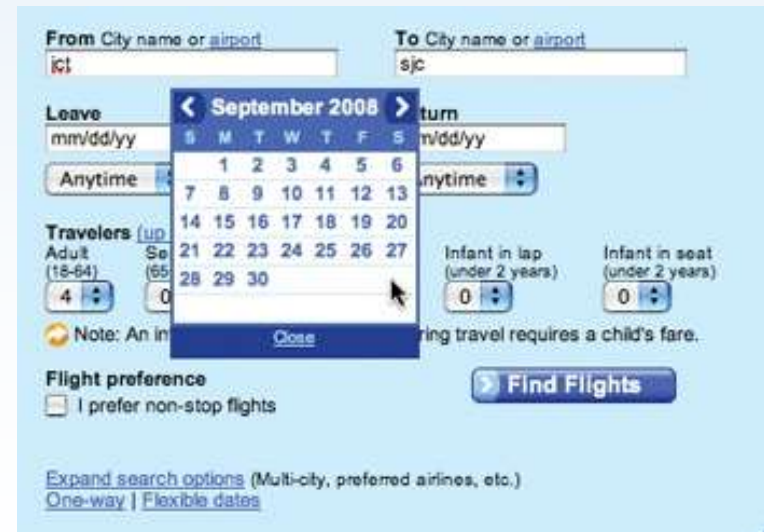 From City name or airport
To City name or airport
ict
sjc
Leave
turn
mm/dd/yy
m/dd/yy
Anytime
nytime
September 2008
S M T W T F S
1 2 3 4 5 6
7 8 9 10 11 12 13
14 15 16 17 18 19 20
21 22 23 24 25 26 27
28 29 30
Close
Travelers (up
Adult
(18-64)
Se
(65
Infant in lap
(under 2 years)
Infant in seat
(under 2 years)
4
0
0
0
Note: An in
ring travel requires a child's fare.
Flight preference
I prefer non-stop flights
Find Flights
Expand search options (Multi-city, preferred airlines, etc.)
One-way | Flexible dates